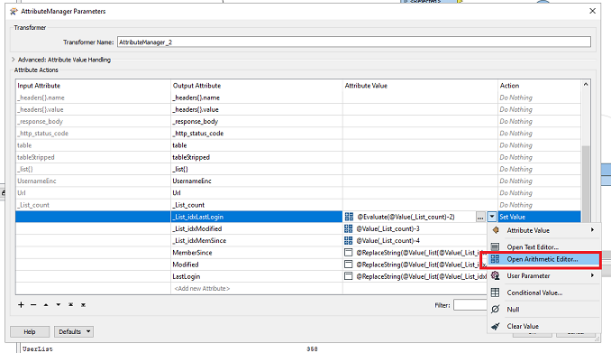 <Rejected>
AttributeManager Parameters
Transformer
Transformer Name: AttributeManager_2
Advanced: Attribute Value Handling
Attribute Actions
Input Attribute Output Attribute Attribute Value Action
_headers{}.name _headers{}.name Do Nothing
_headers{}.value _headers{}.value Do Nothing
_response_body _response_body Do Nothing
_http_status_code _http_status_code Do Nothing
table table Do Nothing
tableStripped tableStripped Do Nothing
_list{} _list{} Do Nothing
UsernameEnc UsernameEnc Do Nothing
Url Url Do Nothing
_List_count _List_count Do Nothing
_List_idxLastLogin @Evaluate(@Value(_List_count)-2) ... Set Value
_List_idxModified @Value(_List_count)-3
_List_idxMemSince @Value(_List_count)-4
MemberSince @ReplaceString(@Value(_list{@Value(_List_idx
Modified @ReplaceString(@Value(_list{@Value(_List_id
LastLogin @ReplaceString(@Value(_list{@Value(_List_idx
<Add new Attribute>
Attribute Value
Open Text Editor...
Open Arithmetic Editor...
User Parameter
Conditional Value...
Null
Clear Value
Filter:
Help Defaults
UserList 358